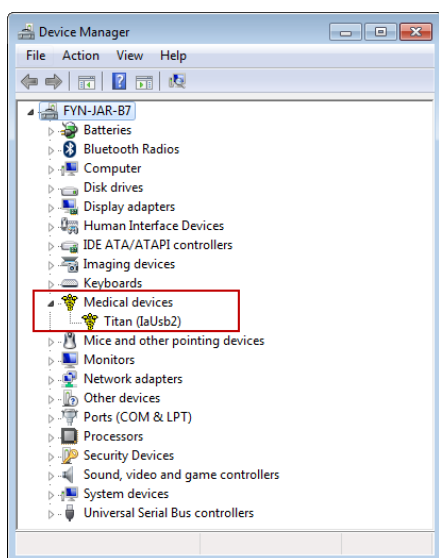 Device Manager
File Action View Help
FYN-JAR-B7
Batteries
Bluetooth Radios
Computer
Disk drives
Display adapters
Human Interface Devices
IDE ATA/ATAPI controllers
Imaging devices
Keyboards
Medical devices
Titan (IaUsb2)
Mice and other pointing devices
Monitors
Network adapters
Other devices
Ports (COM & LPT)
Processors
Security Devices
Sound, video and game controllers
System devices
Universal Serial Bus controllers